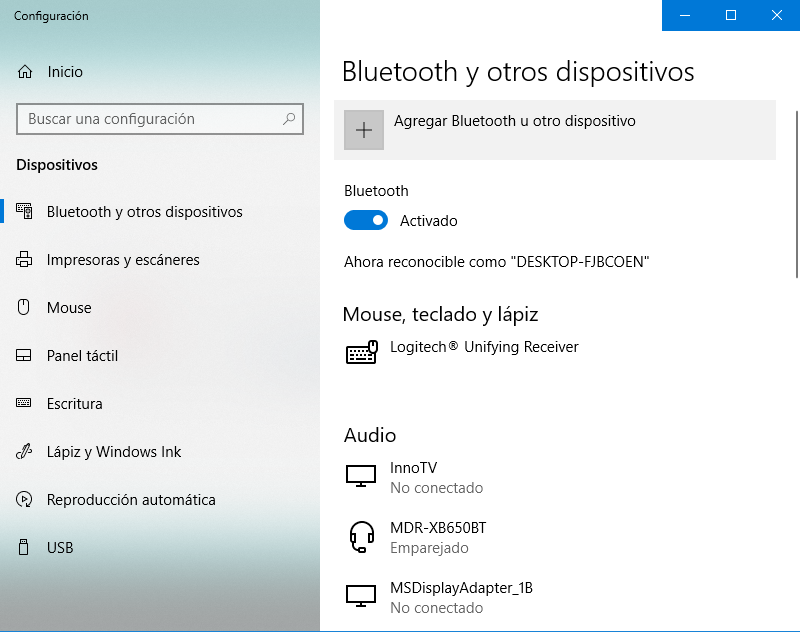 Configuración
Inicio
Buscar una configuración
Dispositivos
Bluetooth y otros dispositivos
Impresoras y escáneres
Mouse
Panel táctil
Escritura
Lápiz y Windows Ink
Reproducción automática
USB
Bluetooth y otros dispositivos
Agregar Bluetooth u otro dispositivo
Bluetooth
Activado
Ahora reconocible como "DESKTOP-FJBCOEN"
Mouse, teclado y lápiz
Logitech® Unifying Receiver
Audio
InnoTV
No conectado
MDR-XB650BT
Emparejado
MSDisplayAdapter_1B
No conectado